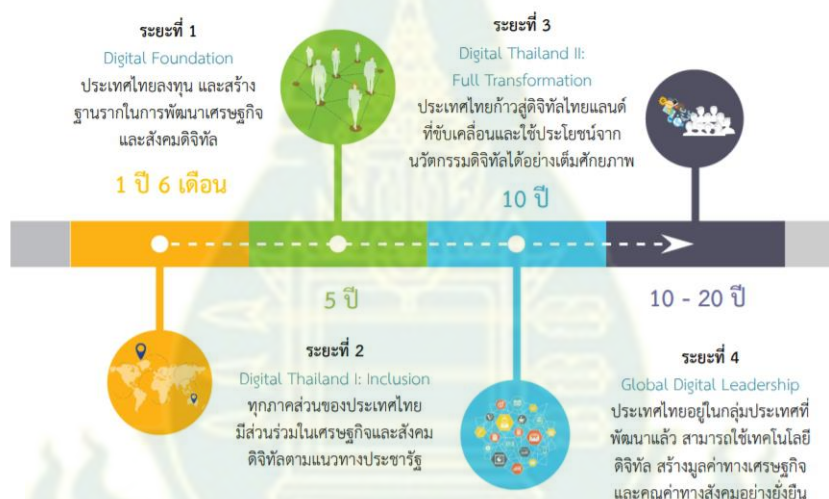 ระยะที่ 1
Digital Foundation
ประเทศไทยลงทุน และสร้าง
ฐานรากในการพัฒนาเศรษฐกิจ
และสังคมดิจิทัล
1 ปี 6 เดือน
5 ปี
ระยะที่ 2
Digital Thailand I: Inclusion
ทุกภาคส่วนของประเทศไทย
มีส่วนร่วมในเศรษฐกิจและสังคม
ดิจิทัลตามแนวทางประชารัฐ
ระยะที่ 3
Digital Thailand II:
Full Transformation
ประเทศไทยก้าวสู่ดิจิทัลไทยแลนด์
ที่ขับเคลื่อนและใช้ประโยชน์จาก
นวัตกรรมดิจิทัลได้อย่างเต็มศักยภาพ
10 ปี
10 - 20 ปี
ระยะที่ 4
Global Digital Leadership
ประเทศไทยอยู่ในกลุ่มประเทศที่
พัฒนาแล้ว สามารถใช้เทคโนโลยี
ดิจิทัล สร้างมูลค่าทางเศรษฐกิจ
และคุณค่าทางสังคมอย่างยั่งยืน